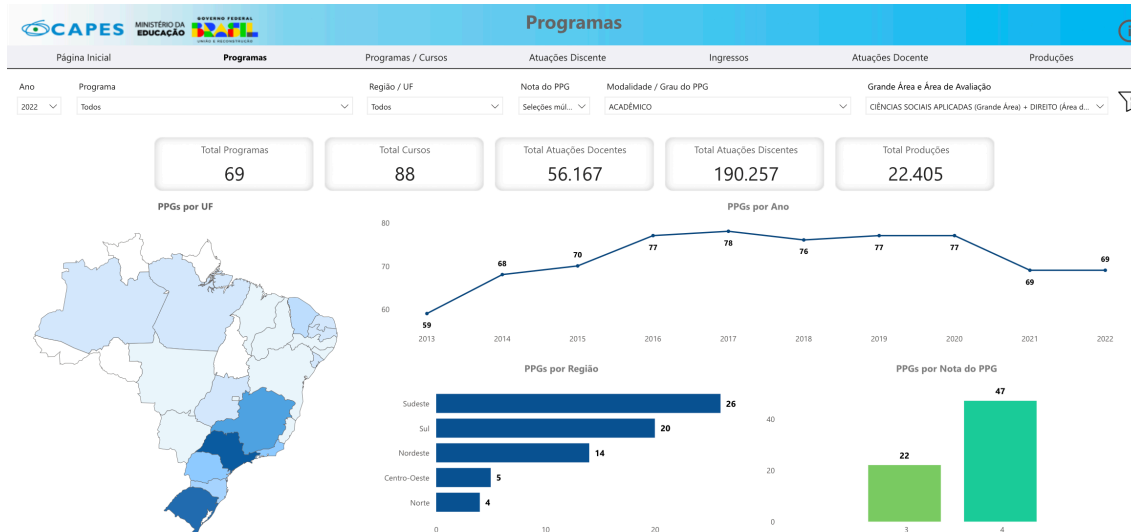 CAPES
MINISTÉRIO DA
EDUCAÇÃO
GOVERNO FEDERAL
BRASIL
UNIÃO E RECONSTRUÇÃO
Programas
Página Inicial
Programas
Programas / Cursos
Atuações Discente
Ingressos
Atuações Docente
Produções
Ano
Programa
Região / UF
Nota do PPG
Modalidade / Grau do PPG
Grande Área e Área de Avaliação
2022
Todos
Todos
Seleções múl...
ACADÊMICO
CIÊNCIAS SOCIAIS APLICADAS (Grande Área) + DIREITO (Área d...
Total Programas
69
Total Cursos
88
Total Atuações Docentes
56.167
Total Atuações Discentes
190.257
Total Produções
22.405
PPGs por UF
PPGs por Ano
80
70
60
59
68
70
77
78
76
77
77
69
69
2013
2014
2015
2016
2017
2018
2019
2020
2021
2022
PPGs por Região
Sudeste
26
Sul
20
Nordeste
14
Centro-Oeste
5
Norte
4
0
10
20
PPGs por Nota do PPG
40
20
0
22
47
3
4